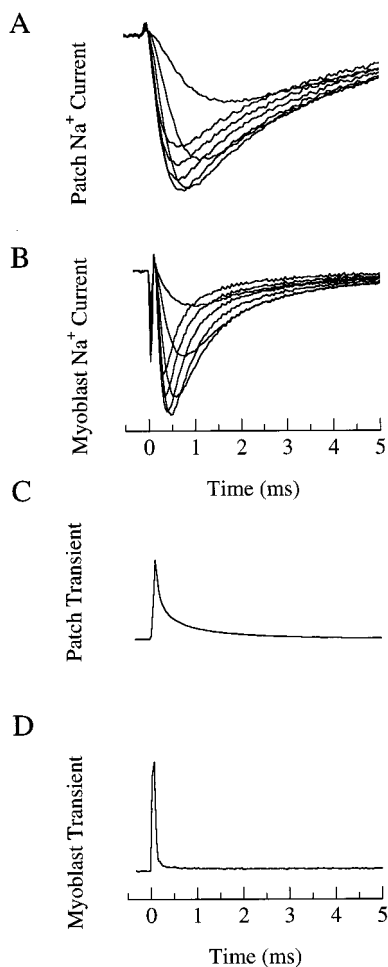 A
Patch Na+ Current
B
Myoblast Na+ Current
0 1 2 3 4 5
Time (ms)
C
Patch Transient
D
Myoblast Transient
0 1 2 3 4 5
Time (ms)